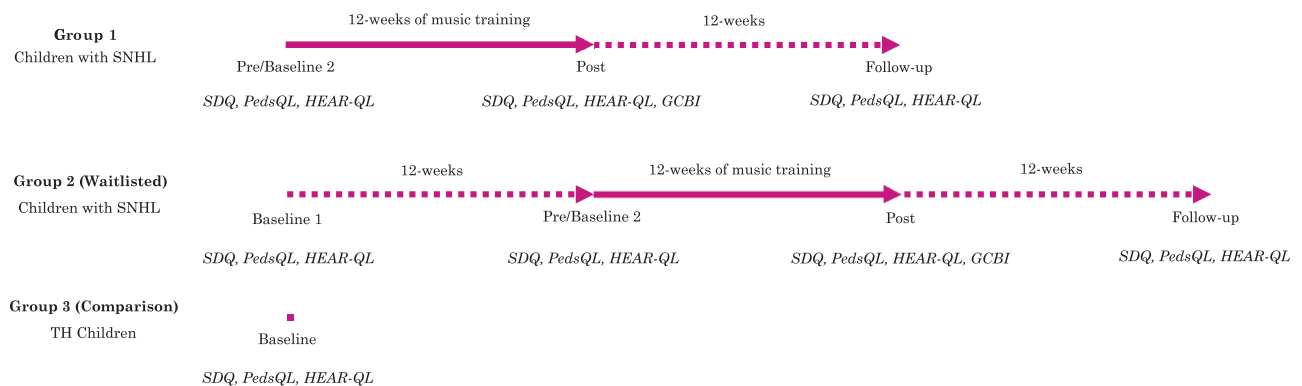 12-weeks of music training
12-weeks
Group 1
Children with SNHL
Pre/Baseline 2
Post
Follow-up
SDQ, PedsQL, HEAR-QL
SDQ, PedsQL, HEAR-QL, GCBI
SDQ, PedsQL, HEAR-QL
12-weeks
12-weeks of music training
12-weeks
Group 2 (Waitlisted)
Children with SNHL
Baseline 1
Pre/Baseline 2
Post
Follow-up
SDQ, PedsQL, HEAR-QL
SDQ, PedsQL, HEAR-QL
SDQ, PedsQL, HEAR-QL, GCBI
SDQ, PedsQL, HEAR-QL
Group 3 (Comparison)
TH Children
Baseline
SDQ, PedsQL, HEAR-QL